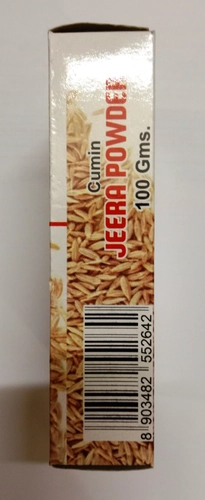 Cumin
JEERA POWDER
100 Gms.
8 903482 552642